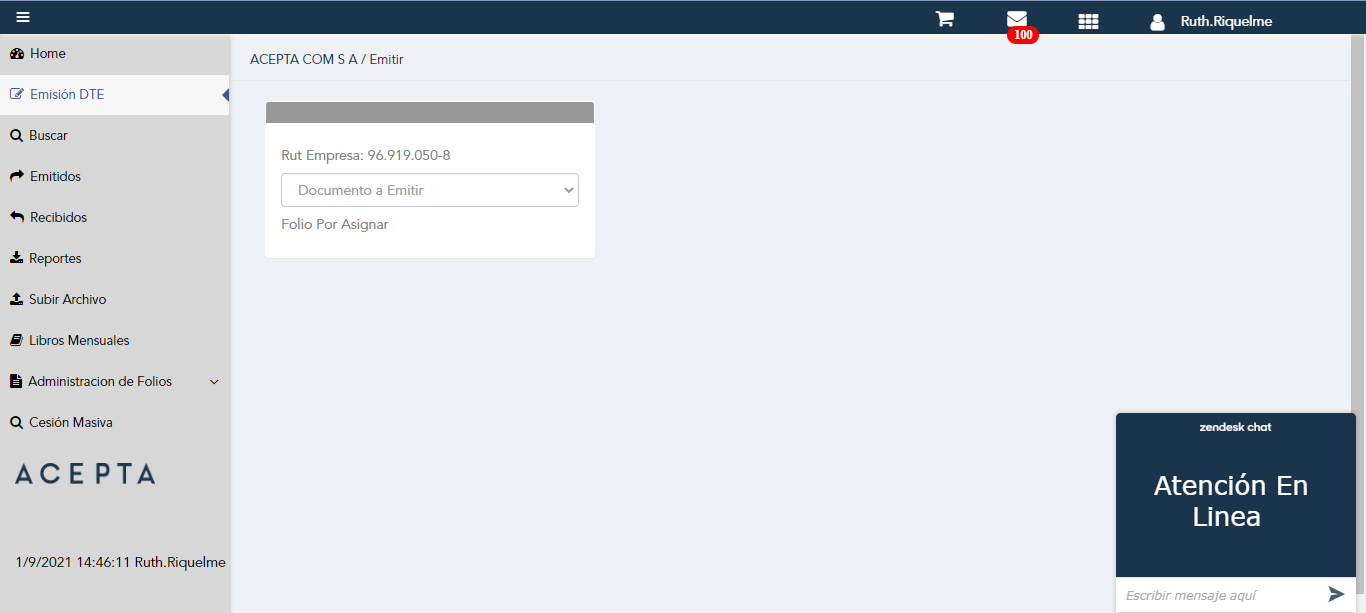 Ruth.Riquelme
100
Home
Emisión DTE
Buscar
Emitidos
Recibidos
Reportes
Subir Archivo
Libros Mensuales
Administracion de Folios
Cesión Masiva
ACEPTA
1/9/2021 14:46:11 Ruth.Riquelme
ACEPTA COM S A / Emitir
Rut Empresa: 96.919.050-8
Documento a Emitir
Folio Por Asignar
zendesk chat
Atención En
Linea
Escribir mensaje aquí